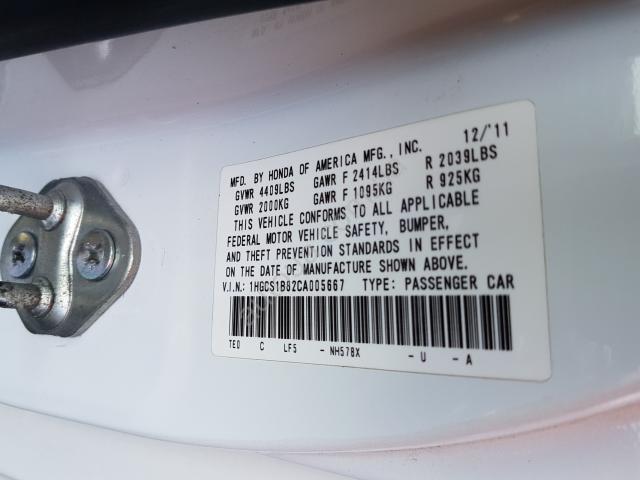 12/'11
MFD. BY HONDA OF AMERICA MFG., INC.
GVWR 4409LBS GAWR F 2414LBS R 2039LBS
GVWR 2000KG GAWR F 1095KG R 925KG
THIS VEHICLE CONFORMS TO ALL APPLICABLE
FEDERAL MOTOR VEHICLE SAFETY, BUMPER,
AND THEFT PREVENTION STANDARDS IN EFFECT
ON THE DATE OF MANUFACTURE SHOWN ABOVE.
V.I.N.: 1HGCS1B82CA005667 TYPE: PASSENGER CAR
TE0 C LF5 - NH578X - U - A